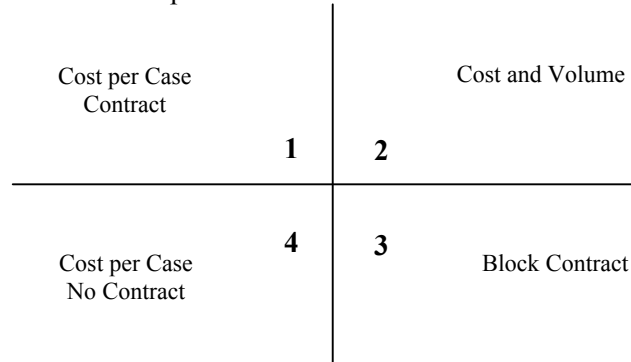 Cost per Case
Contract
Cost and Volume
1
2
4
3
Cost per Case
No Contract
Block Contract